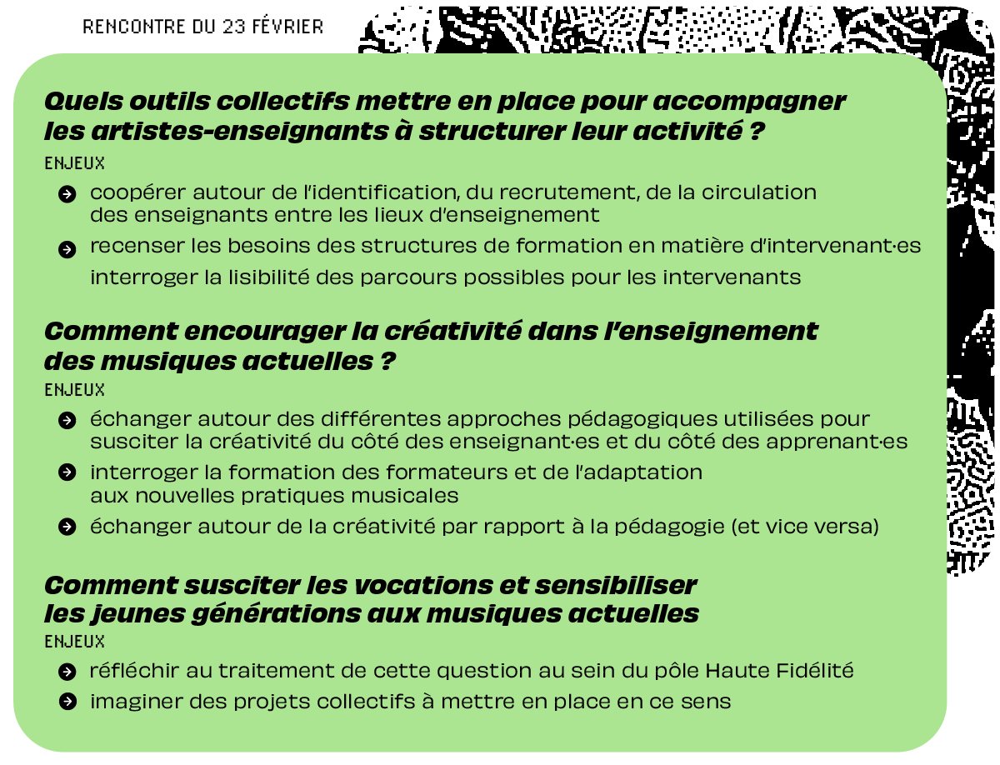 RENCONTRE DU 23 FÉVRIER
Quels outils collectifs mettre en place pour accompagner
les artistes-enseignants à structurer leur activité ?
ENJEUX
coopérer autour de l’identification, du recrutement, de la circulation
des enseignants entre les lieux d’enseignement
recenser les besoins des structures de formation en matière d’intervenant·es
interroger la lisibilité des parcours possibles pour les intervenants
Comment encourager la créativité dans l’enseignement
des musiques actuelles ?
ENJEUX
échanger autour des différentes approches pédagogiques utilisées pour
susciter la créativité du côté des enseignant·es et du côté des apprenant·es
interroger la formation des formateurs et de l’adaptation
aux nouvelles pratiques musicales
échanger autour de la créativité par rapport à la pédagogie (et vice versa)
Comment susciter les vocations et sensibiliser
les jeunes générations aux musiques actuelles
ENJEUX
réfléchir au traitement de cette question au sein du pôle Haute Fidélité
imaginer des projets collectifs à mettre en place en ce sens